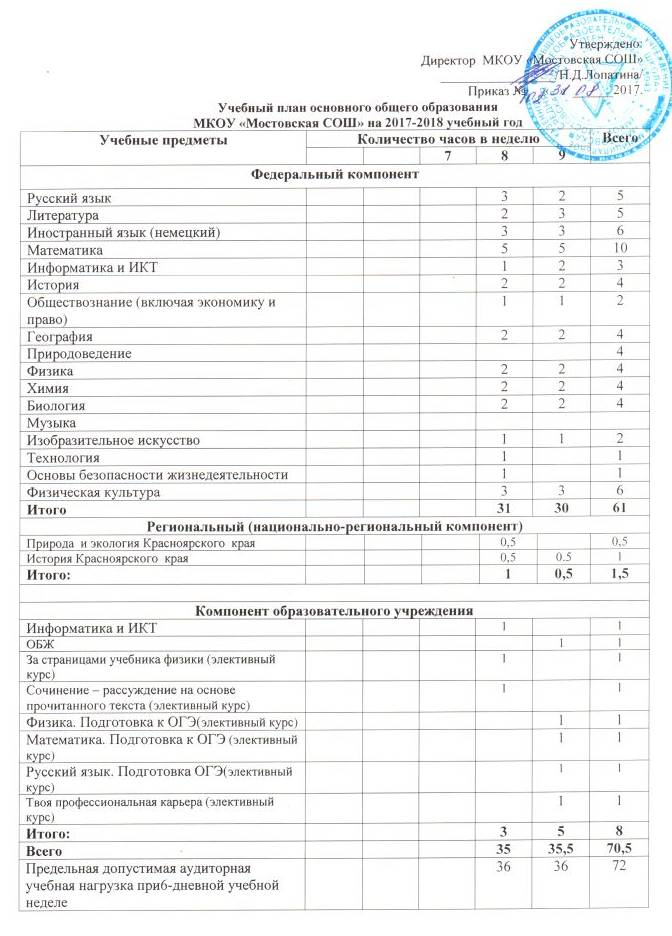 Утверждено:
Директор МКОУ «Мостовская СОШ»
/Н.Д.Лопатина/
Приказ № 31 08 2017.
Учебный план основного общего образования
МКОУ «Мостовская СОШ» на 2017-2018 учебный год
Учебные предметы Количество часов в неделю Всего
7 8 9
Федеральный компонент
Русский язык 3 2 5
Литература 2 3 5
Иностранный язык (немецкий) 3 3 6
Математика 5 5 10
Информатика и ИКТ 1 2 3
История 2 2 4
Обществознание (включая экономику и 1 1 2
право)
География 2 2 4
Природоведение 4
Физика 2 2 4
Химия 2 2 4
Биология 2 2 4
Музыка
Изобразительное искусство 1 1 2
Технология 1 1
Основы безопасности жизнедеятельности 1 1
Физическая культура 3 3 6
Итого 31 30 61
Региональный (национально-региональный компонент)
Природа и экология Красноярского края 0,5 0,5
История Красноярского края 0,5 0.5 1
Итого: 1 0,5 1,5
Компонент образовательного учреждения
Информатика и ИКТ 1 1
ОБЖ 1 1
За страницами учебника физики (элективный 1 1
курс)
Сочинение – рассуждение на основе 1 1
прочитанного текста (элективный курс)
Физика. Подготовка к ОГЭ(элективный курс) 1 1
Математика. Подготовка к ОГЭ (элективный 1 1
курс)
Русский язык. Подготовка ОГЭ(элективный 1 1
курс)
Твоя профессиональная карьера (элективный 1 1
курс)
Итого: 3 5 8
Всего 35 35,5 70,5
Предельная допустимая аудиторная 36 36 72
учебная нагрузка при6-дневной учебной
неделе